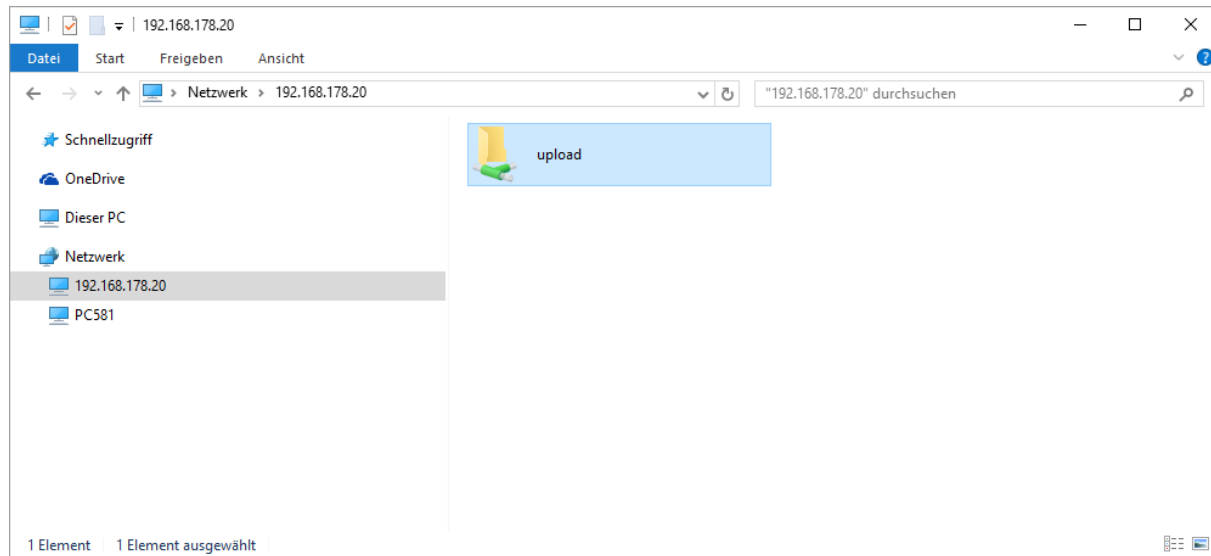 192.168.178.20
Datei Start Freigeben Ansicht
Netzwerk > 192.168.178.20 "192.168.178.20" durchsuchen
Schnellzugriff
OneDrive
Dieser PC
Netzwerk
192.168.178.20
PC581
upload
1 Element 1 Element ausgewählt